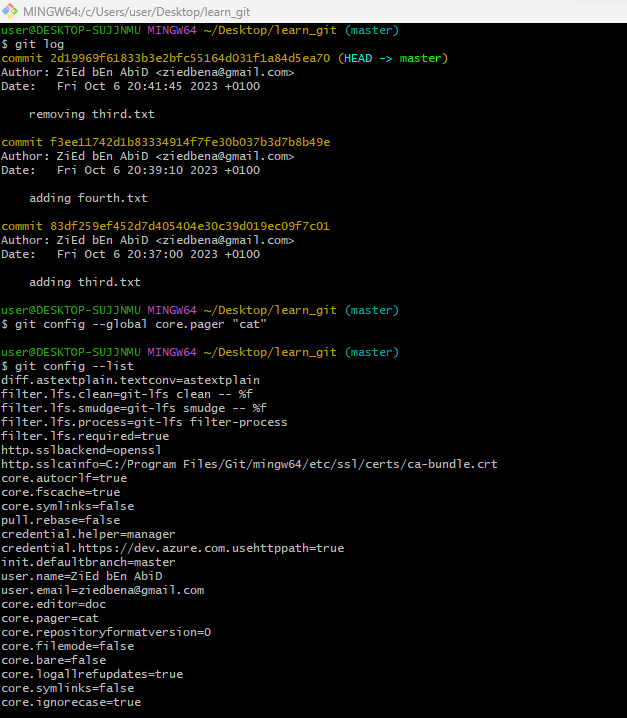 MINGW64:/c/Users/user/Desktop/learn_git
user@DESKTOP-SUJJNMU MINGW64 ~/Desktop/learn_git (master)
$ git log
commit 2d19969f61833b3e2bfc55164d031f1a84d5ea70 (HEAD -> master)
Author: ZiEd bEn AbiD <ziedbena@gmail.com>
Date:   Fri Oct 6 20:41:45 2023 +0100
    removing third.txt
commit f3ee11742d1b83334914f7fe30b037b3d7b8b49e
Author: ZiEd bEn AbiD <ziedbena@gmail.com>
Date:   Fri Oct 6 20:39:10 2023 +0100
    adding fourth.txt
commit 83df259ef452d7d405404e30c39d019ec09f7c01
Author: ZiEd bEn AbiD <ziedbena@gmail.com>
Date:   Fri Oct 6 20:37:00 2023 +0100
    adding third.txt
user@DESKTOP-SUJJNMU MINGW64 ~/Desktop/learn_git (master)
$ git config --global core.pager "cat"
user@DESKTOP-SUJJNMU MINGW64 ~/Desktop/learn_git (master)
$ git config --list
diff.astextplain.textconv=astextplain
filter.lfs.clean=git-lfs clean -- %f
filter.lfs.smudge=git-lfs smudge -- %f
filter.lfs.process=git-lfs filter-process
filter.lfs.required=true
http.sslbackend=openssl
http.sslcainfo=C:/Program Files/Git/mingw64/etc/ssl/certs/ca-bundle.crt
core.autocrlf=true
core.fscache=true
core.symlinks=false
pull.rebase=false
credential.helper=manager
credential.https://dev.azure.com.usehttppath=true
init.defaultbranch=master
user.name=ZiEd bEn AbiD
user.email=ziedbena@gmail.com
core.editor=doc
core.pager=cat
core.repositoryformatversion=0
core.filemode=false
core.bare=false
core.logallrefupdates=true
core.symlinks=false
core.ignorecase=true